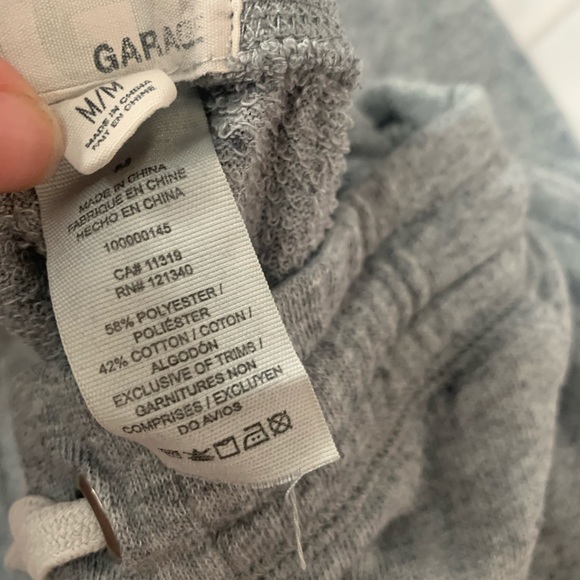 GARAGE
M/M
MADE IN CHINA
FAIT EN CHINE
MADE IN CHINA
FABRIQUE EN CHINE
HECHO EN CHINA
100000145
CA# 11319
RN# 121340
58% POLYESTER /
POLIÉSTER
42% COTTON / COTON /
ALGODÓN
EXCLUSIVE OF TRIMS /
GARNITURES NON
COMPRISES / EXCLUYEN
DO AVIOS